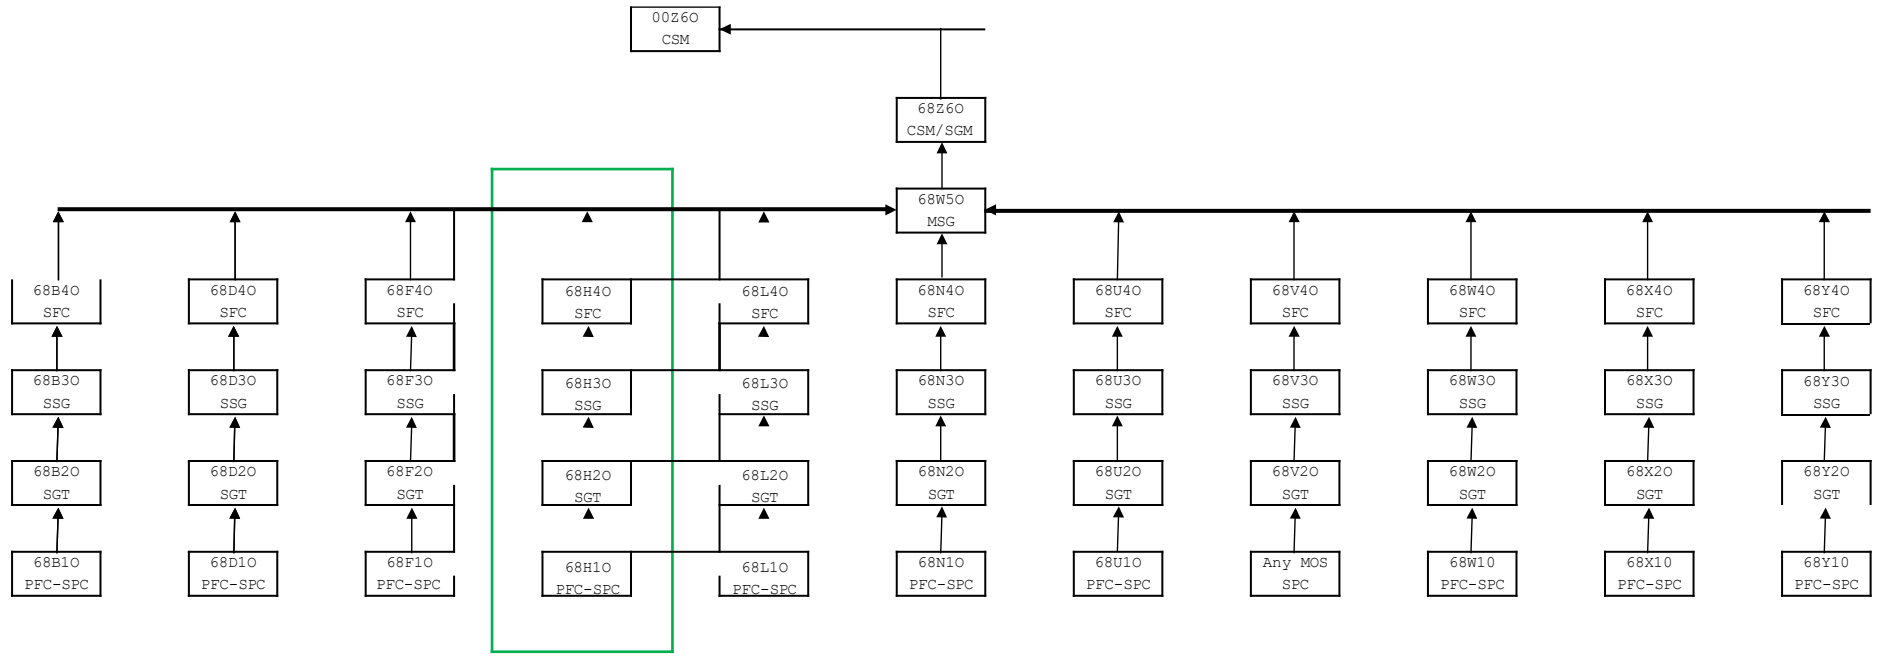 00Z6O
CSM
68Z6O
CSM/SGM
68W5O
MSG
68B4O
SFC
68D4O
SFC
68F4O
SFC
68H4O
SFC
68L4O
SFC
68N4O
SFC
68U4O
SFC
68V4O
SFC
68W4O
SFC
68X4O
SFC
68Y4O
SFC
68B3O
SSG
68D3O
SSG
68F3O
SSG
68H3O
SSG
68L3O
SSG
68N3O
SSG
68U3O
SSG
68V3O
SSG
68W3O
SSG
68X3O
SSG
68Y3O
SSG
68B2O
SGT
68D2O
SGT
68F2O
SGT
68H2O
SGT
68L2O
SGT
68N2O
SGT
68U2O
SGT
68V2O
SGT
68W2O
SGT
68X2O
SGT
68Y2O
SGT
68B1O
PFC-SPC
68D1O
PFC-SPC
68F1O
PFC-SPC
68H1O
PFC-SPC
68L1O
PFC-SPC
68N1O
PFC-SPC
68U1O
PFC-SPC
Any MOS
SPC
68W10
PFC-SPC
68X10
PFC-SPC
68Y10
PFC-SPC